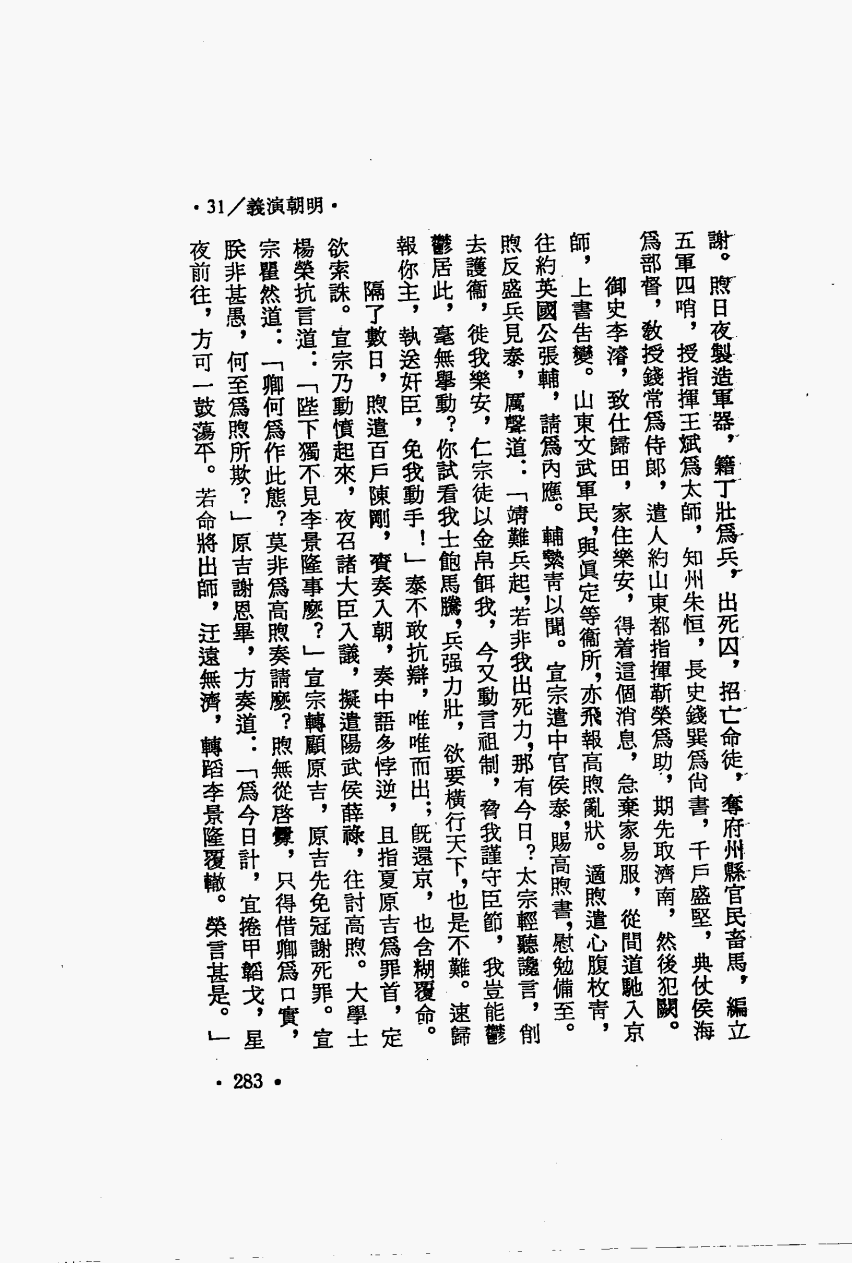 ·31／義演朝明·
謝。煦日夜製造軍器，籍丁壯爲兵，出死囚，招亡命徒，奪府州縣官民畜馬，編立
五軍四哨，授指揮王斌爲太師，知州朱恒，長史錢巽爲尙書，千戶盛堅，典仗侯海
爲部督，敎授錢常爲侍郞，遣人約山東都指揮靳榮爲助，期先取濟南，然後犯闕。
御史李濬，致仕歸田，家住樂安，得着這個消息，急棄家易服，從間道馳入京
師，上書吿變。山東文武軍民，與眞定等衞所，亦飛報高煦亂狀。適煦遣心腹枚靑，
往約英國公張輔，請爲內應。輔縶靑以聞。宣宗遣中官侯泰，賜高煦書，慰勉備至。
煦反盛兵見泰，厲聲道：「靖難兵起，若非我出死力，那有今日？太宗輕聽讒言，削
去護衞，徙我樂安，仁宗徒以金帛餌我，今又動言祖制，脅我謹守臣節，我豈能鬱
鬱居此，毫無擧動？你試看我士飽馬騰，兵强力壯，欲要橫行天下，也是不難。速歸
報你主，執送奸臣，免我動手！」泰不敢抗辯，唯唯而出；旣還京，也含糊覆命。
隔了數日，煦遣百戶陳剛，齎奏入朝，奏中語多悖逆，且指夏原吉爲罪首，定
欲索誅。宣宗乃動憤起來，夜召諸大臣入議，擬遣陽武侯薛祿，往討高煦。大學士
楊榮抗言道：「陛下獨不見李景隆事麽？」宣宗轉顧原吉，原吉先免冠謝死罪。宣
宗瞿然道：「卿何爲作此態？莫非爲高煦奏請麽？煦無從啓釁，只得借卿爲口實，
朕非甚愚，何至爲煦所欺？」原吉謝恩畢，方奏道：「爲今日計，宜捲甲韜戈，星
夜前往，方可一鼓蕩平。若命將出師，迂遠無濟，轉蹈李景隆覆轍。榮言甚是。」
·283·